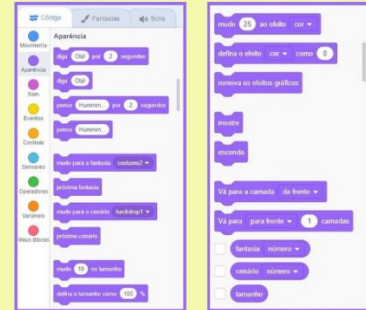 Código
Fantasias
Sons
Movimento
Aparência
Som
Eventos
Controle
Sensores
Operadores
Variáveis
Meus Blocos
Aparência
diga Olá! por 2 segundos
diga Olá!
pense Hummm... por 2 segundos
pense Hummm...
mude para a fantasia costume2
próxima fantasia
mude para o cenário backdrop1
próximo cenário
mude 10 no tamanho
defina o tamanho como 100 %
mude 25 ao efeito cor
defina o efeito cor como 0
remova os efeitos gráficos
mostre
esconda
Vá para a camada da frente
Vá para para frente 1 camadas
fantasia número
cenário número
tamanho